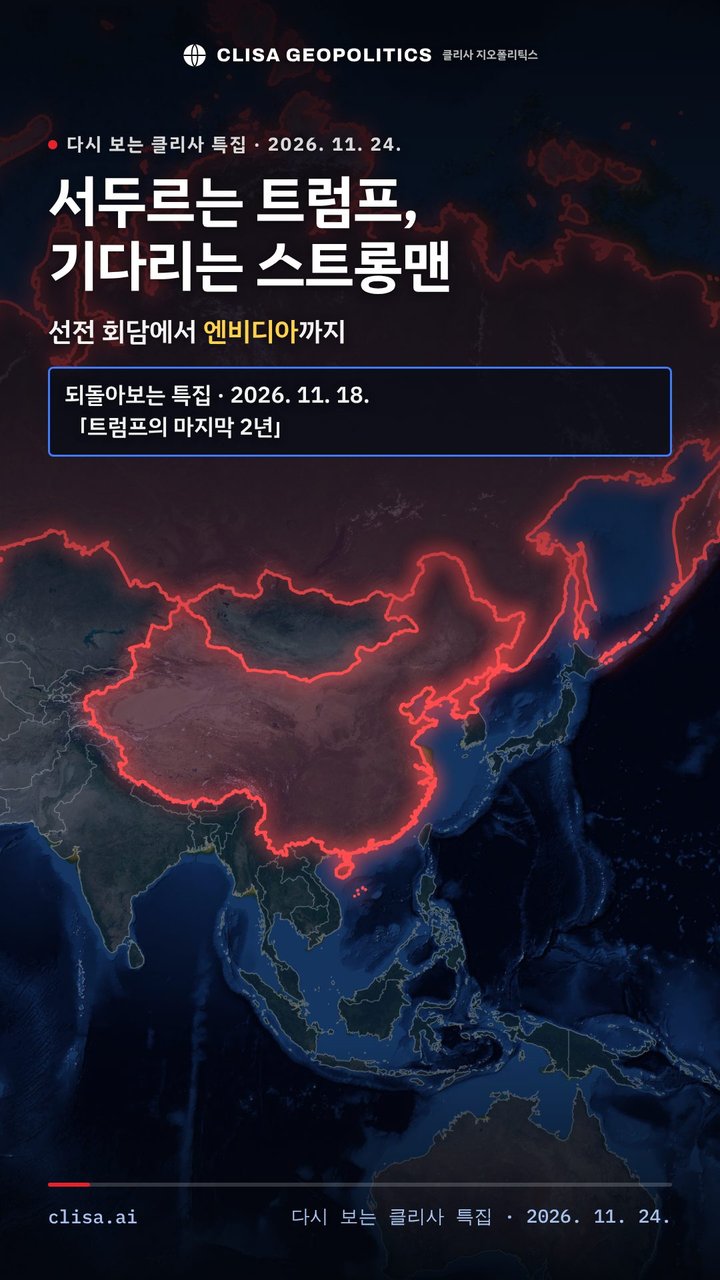 CLISA GEOPOLITICS 클리사 지오폴리틱스
다시 보는 클리사 특집 · 2026. 11. 24.
서두르는 트럼프,
기다리는 스트롱맨
선전 회담에서 엔비디아까지
되돌아보는 특집 · 2026. 11. 18.
「트럼프의 마지막 2년」
clisa.ai
다시 보는 클리사 특집 · 2026. 11. 24.